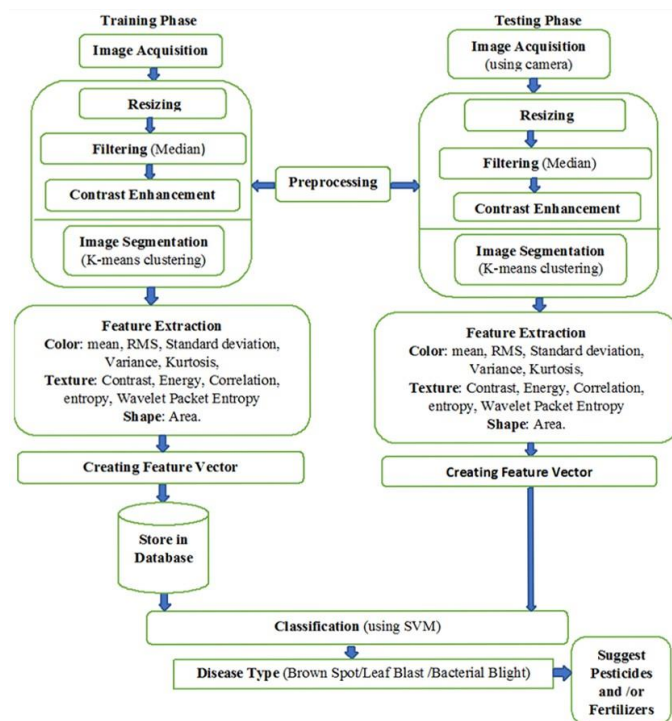 Training Phase
Image Acquisition
Resizing
Filtering (Median)
Contrast Enhancement
Image Segmentation
(K-means clustering)
Feature Extraction
Color: mean, RMS, Standard deviation,
Variance, Kurtosis,
Texture: Contrast, Energy, Correlation,
entropy, Wavelet Packet Entropy
Shape: Area.
Creating Feature Vector
Store in
Database
Preprocessing
Testing Phase
Image Acquisition
(using camera)
Resizing
Filtering (Median)
Contrast Enhancement
Image Segmentation
(K-means clustering)
Feature Extraction
Color: mean, RMS, Standard deviation,
Variance, Kurtosis,
Texture: Contrast, Energy, Correlation,
entropy, Wavelet Packet Entropy
Shape: Area.
Creating Feature Vector
Classification (using SVM)
Disease Type (Brown Spot/Leaf Blast /Bacterial Blight)
Suggest
Pesticides
and /or
Fertilizers